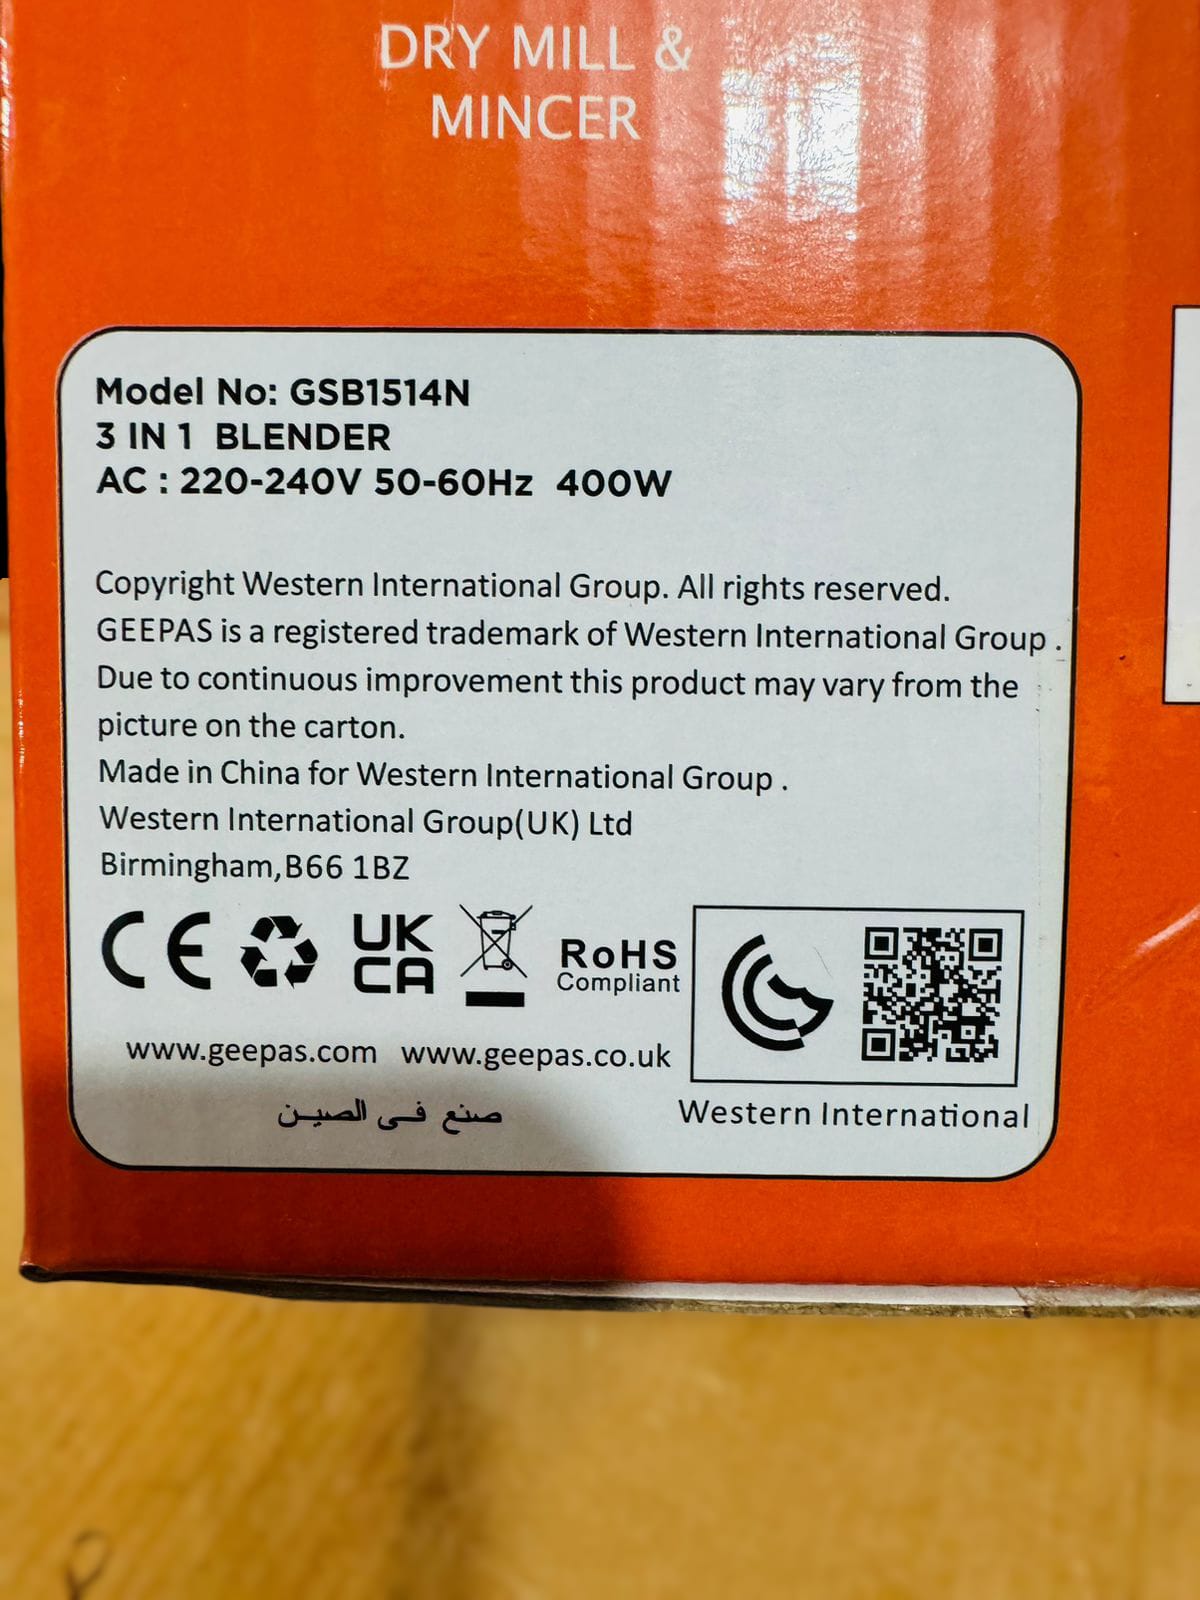 DRY MILL &
MINCER
Model No: GSB1514N
3 IN 1 BLENDER
AC : 220-240V 50-60Hz 400W
Copyright Western International Group. All rights reserved.
GEEPAS is a registered trademark of Western International Group .
Due to continuous improvement this product may vary from the
picture on the carton.
Made in China for Western International Group .
Western International Group(UK) Ltd
Birmingham,B66 1BZ
CE UK
CA RoHS
Compliant
www.geepas.com www.geepas.co.uk
صنع في الصين
Western International